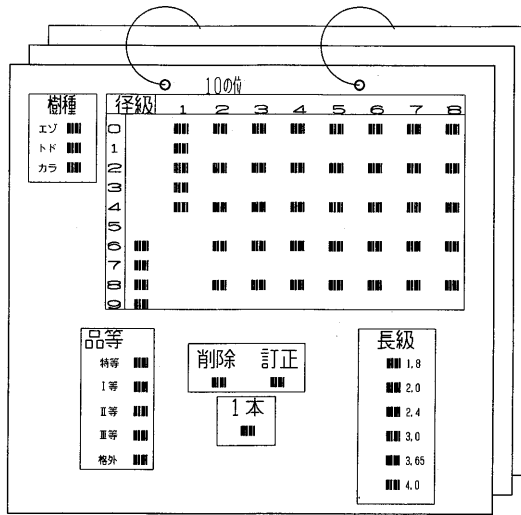 10の位
樹種
エゾ
トド
カラ
径級 1 2 3 4 5 6 7 8
0
1
2
3
4
5
6
7
8
9
品等
特等
I等
II等
III等
格外
削除 訂正
1本
長級
1.8
2.0
2.4
3.0
3.65
4.0